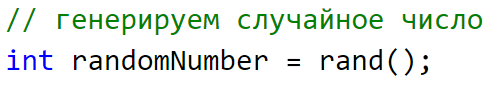 // генерируем случайное число
int randomNumber = rand();